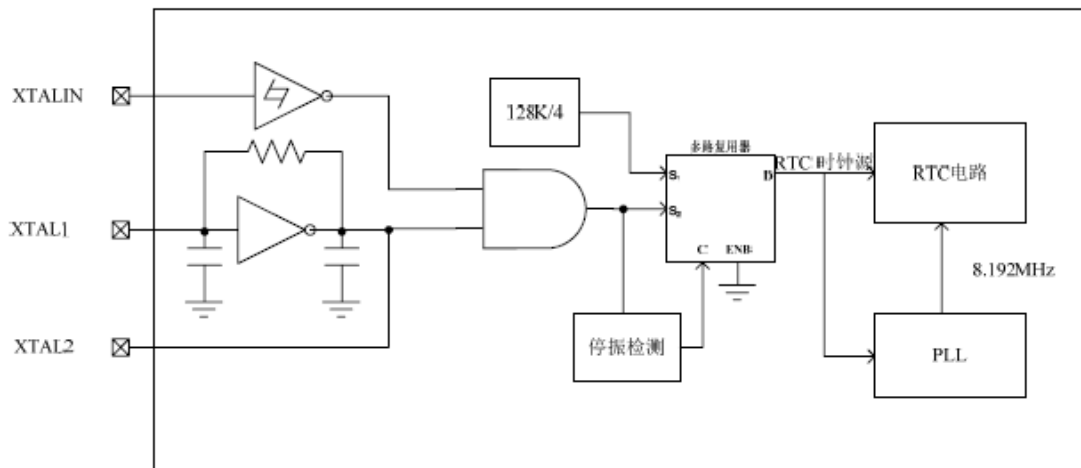 XTALIN
128K/4
多路复用器
S₁
D
RTC 时钟源
RTC电路
S₂
XTAL1
C
ENB
8.192MHz
XTAL2
停振检测
PLL